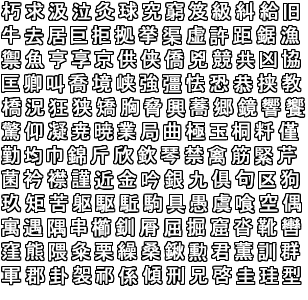 朽求汲泣灸球究窮笈級糾給旧
牛去居巨拒拠挙渠虚許距鋸漁
禦魚亨享京供侠僑兇競共凶協
匡卿叫喬境峡強彊怯恐恭挟教
橋況狂狭矯胸脅興蕎郷鏡響饗
驚仰凝尭暁業局曲極玉桐粁僅
勤均巾錦斤欣欽琴禁禽筋緊芹
菌衿襟謹近金吟銀九倶句区狗
玖矩苦躯駆駈駒具愚虞喰空偶
寓遇隅串櫛釧屑屈掘窟沓靴轡
窪熊隈粂栗繰桑鍬勲君薫訓群
軍郡卦袈祁係傾刑兄啓圭珪型